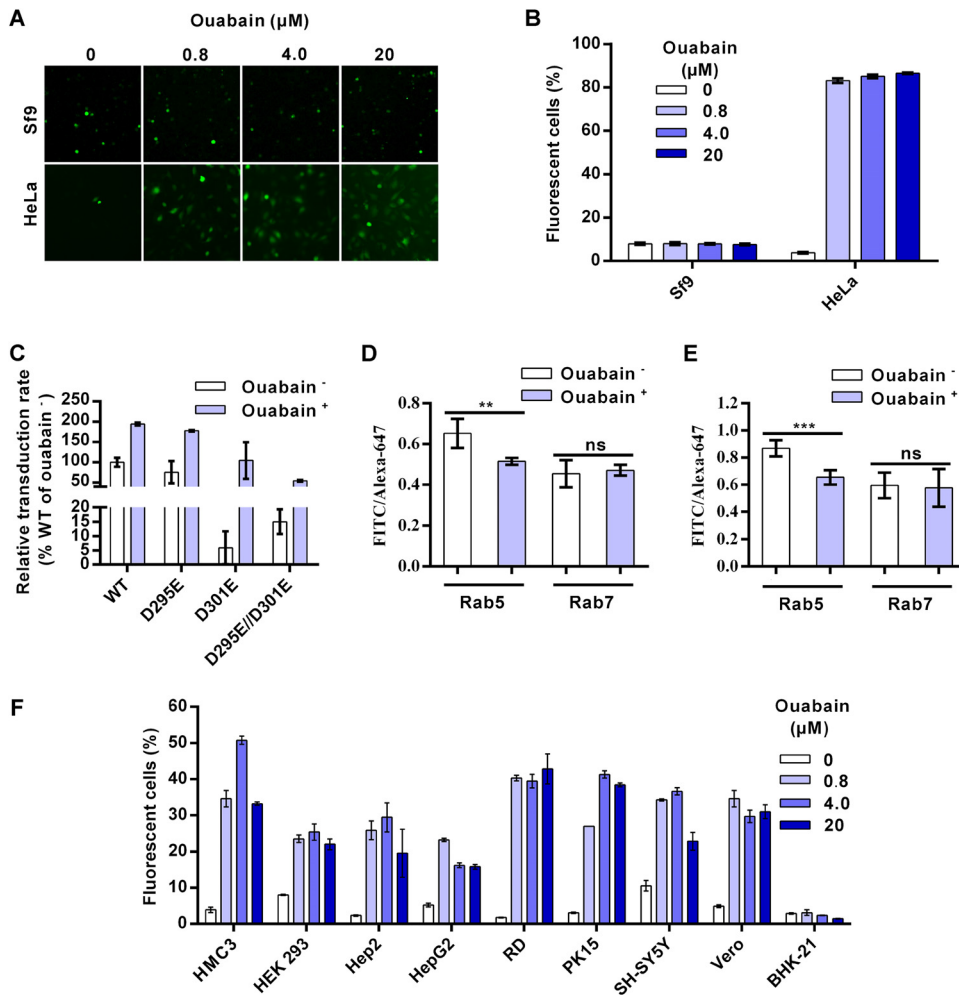 A
Ouabain (µM)
0 0.8 4.0 20
Sf9
HeLa
B
Fluorescent cells (%)
100
80
60
40
20
0
Ouabain
(µM)
0
0.8
4.0
20
Sf9 HeLa
C
Ouabain -
Ouabain +
Relative transduction rate
(% WT of ouabain -)
250
200
150
100
50
20
15
10
5
0
WT D295E D301E D295E//D301E
D
Ouabain -
Ouabain +
FITC/Alexa-647
0.8
0.6
0.4
0.2
0.0
** ns
Rab5 Rab7
E
Ouabain -
Ouabain +
FITC/Alexa-647
1.2
1.0
0.8
0.6
0.4
0.2
0.0
*** ns
Rab5 Rab7
F
Fluorescent cells (%)
60
50
40
30
20
10
0
Ouabain
(µM)
0
0.8
4.0
20
HMC3 HEK 293 Hep2 HepG2 RD PK15 SH-SY5Y Vero BHK-21